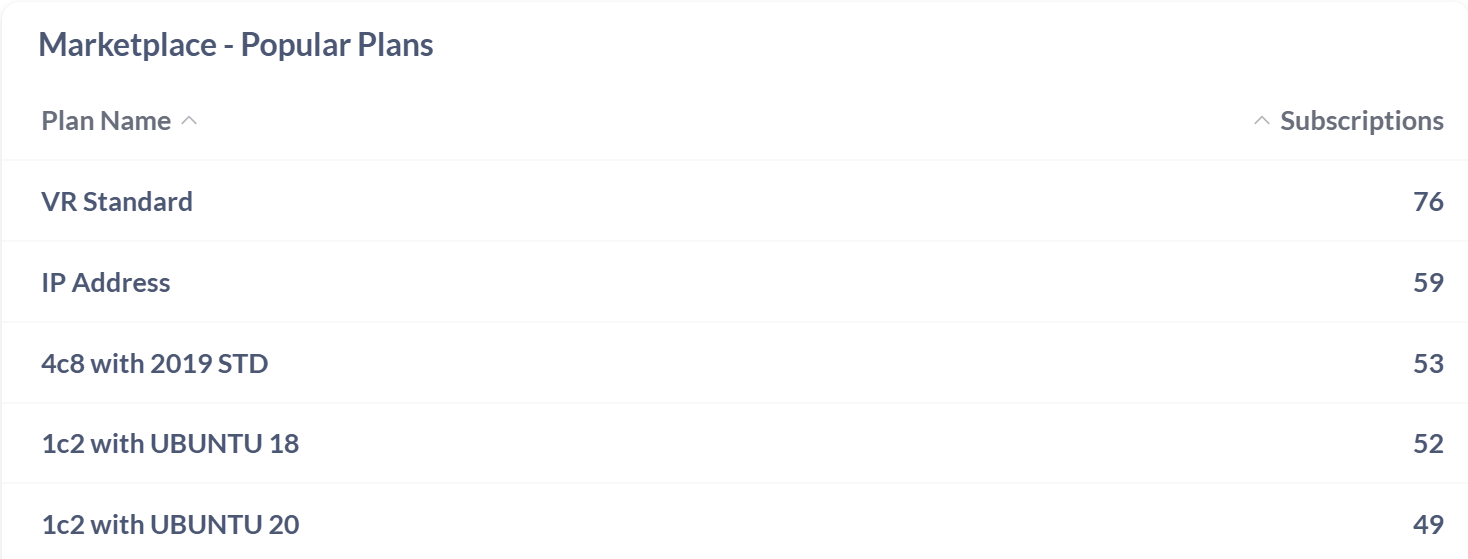 Marketplace - Popular Plans
Plan Name Subscriptions
VR Standard 76
IP Address 59
4c8 with 2019 STD 53
1c2 with UBUNTU 18 52
1c2 with UBUNTU 20 49